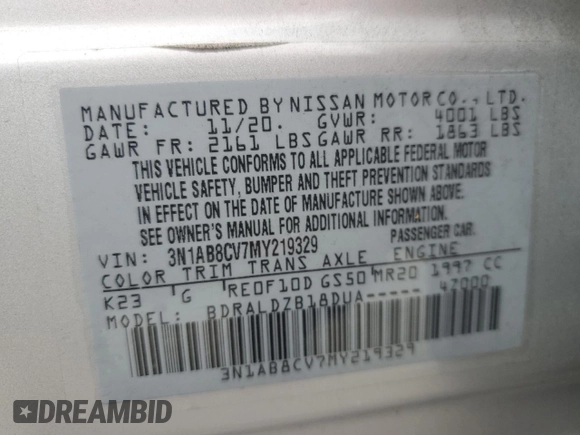 MANUFACTURED BY NISSAN MOTOR CO., LTD.
DATE: 11/20. GVWR: 4001 LBS
GAWR FR: 2161 LBS GAWR RR: 1863 LBS
THIS VEHICLE CONFORMS TO ALL APPLICABLE FEDERAL MOTOR
VEHICLE SAFETY, BUMPER AND THEFT PREVENTION STANDARDS
IN EFFECT ON THE DATE OF MANUFACTURE SHOWN ABOVE.
SEE OWNER'S MANUAL FOR ADDITIONAL INFORMATION.
VIN: 3N1AB8CV7MY219329 PASSENGER CAR.
COLOR TRIM TRANS AXLE ENGINE
K23 G RE0F10D GS50 MR20 1997 CC
MODEL: BDRALDZB18DUA----- 47000
3N1AB8CV7MY219329
DREAMBID